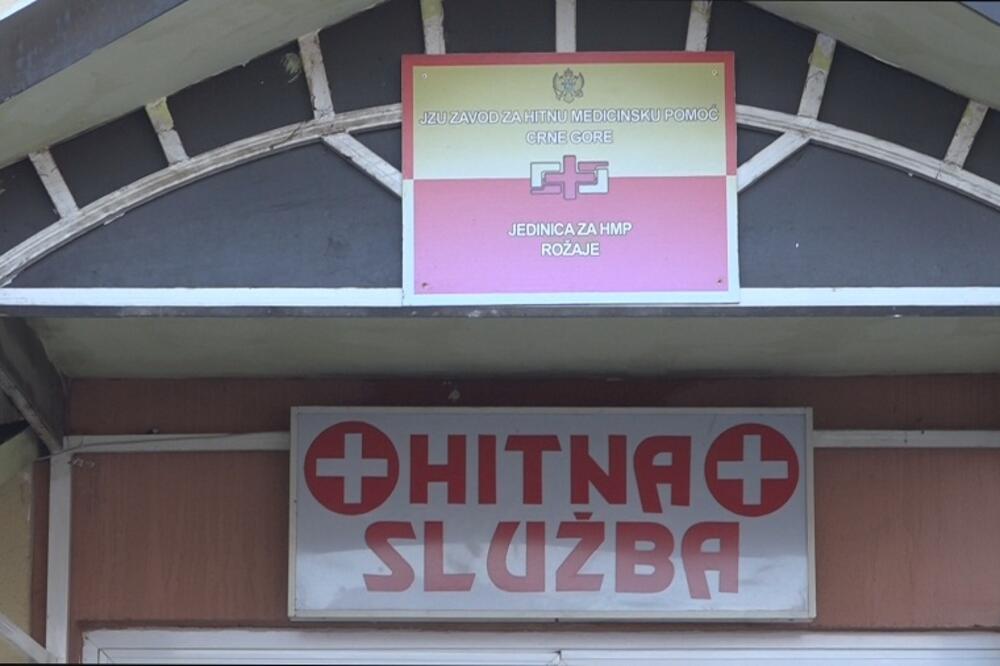 JZU ZAVOD ZA HITNU MEDICINSKU POMOĆ
CRNE GORE
JEDINICA ZA HMP
ROŽAJE
HITNA
SLUŽBA